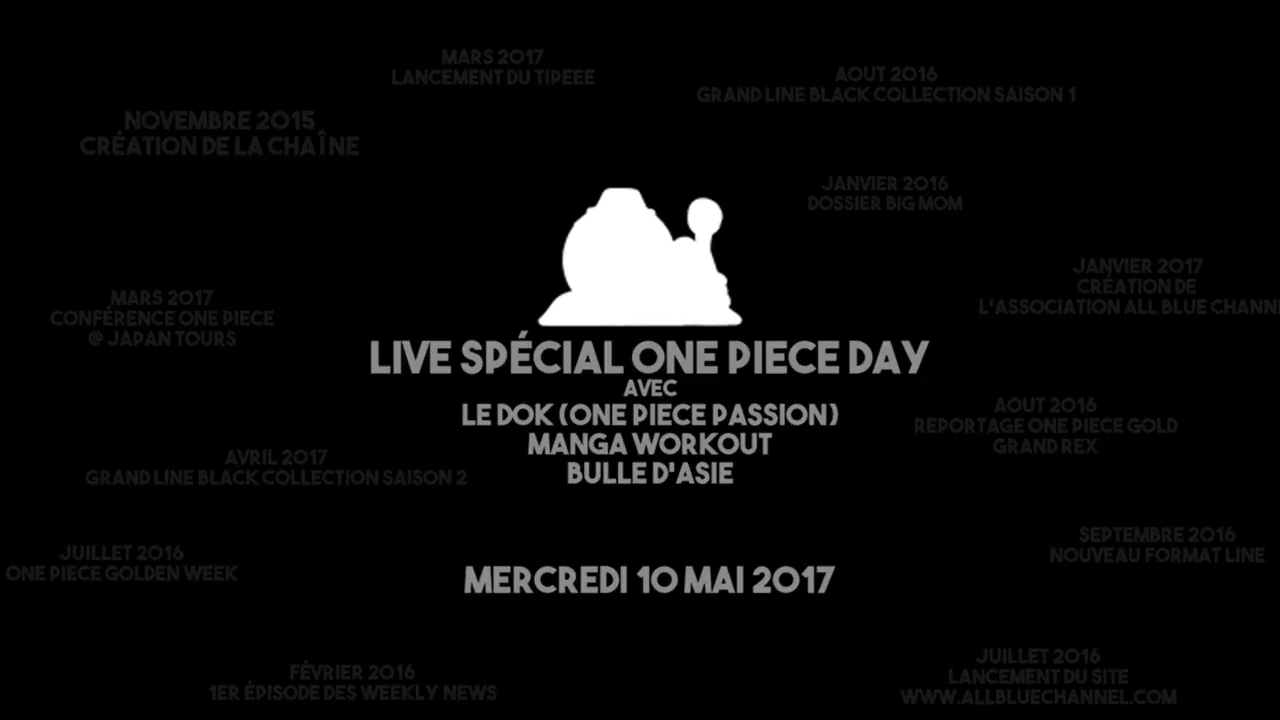 MARS 2017
LANCEMENT DU TIPEEE
AOUT 2016
GRAND LINE BLACK COLLECTION SAISON 1
NOVEMBRE 2015
CRÉATION DE LA CHAÎNE
JANVIER 2016
DOSSIER BIG MOM
JANVIER 2017
CRÉATION DE
L'ASSOCIATION ALL BLUE CHANN
MARS 2017
CONFÉRENCE ONE PIECE
@ JAPAN TOURS
LIVE SPÉCIAL ONE PIECE DAY
AVEC
LE DOK (ONE PIECE PASSION)
MANGA WORKOUT
BULLE D'ASIE
AOUT 2016
REPORTAGE ONE PIECE GOLD
GRAND REX
AVRIL 2017
GRAND LINE BLACK COLLECTION SAISON 2
JUILLET 2016
ONE PIECE GOLDEN WEEK
SEPTEMBRE 2016
NOUVEAU FORMAT LINE
MERCREDI 10 MAI 2017
FÉVRIER 2016
1ER ÉPISODE DES WEEKLY NEWS
JUILLET 2016
LANCEMENT DU SITE
WWW.ALLBLUECHANNEL.COM